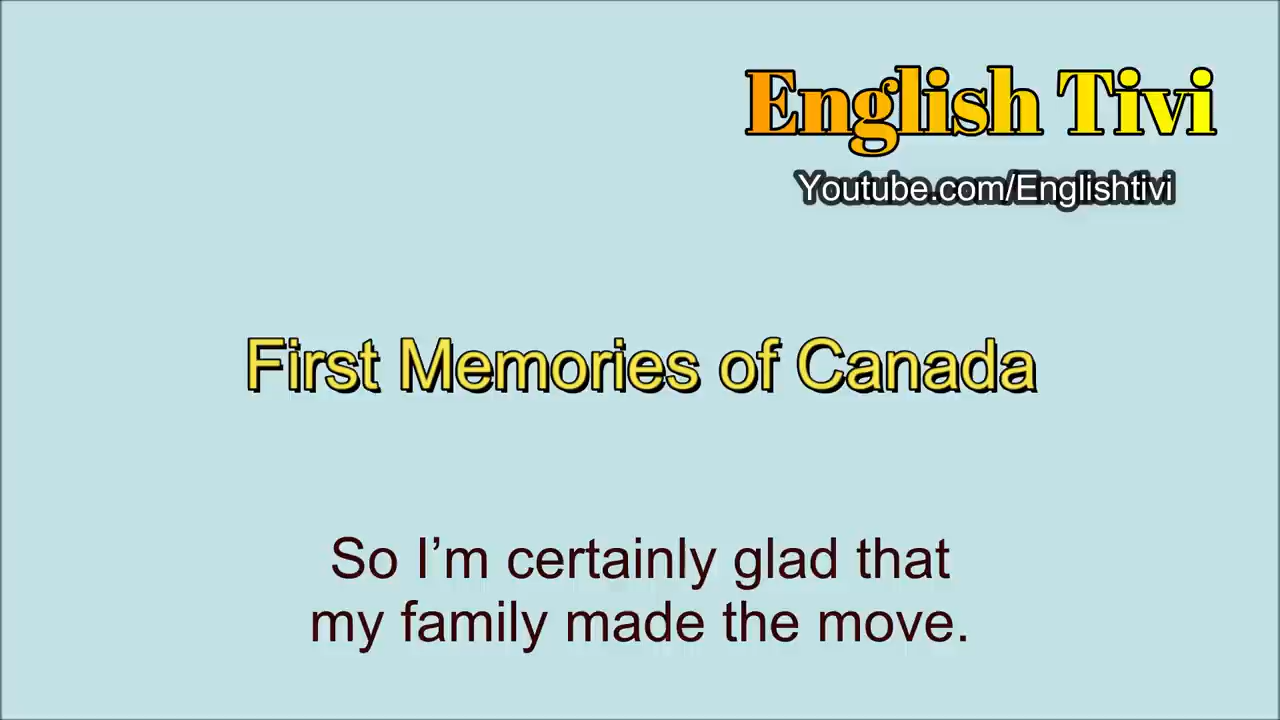 English Tivi
Youtube.com/Englishtivi
First Memories of Canada
So I’m certainly glad that
my family made the move.